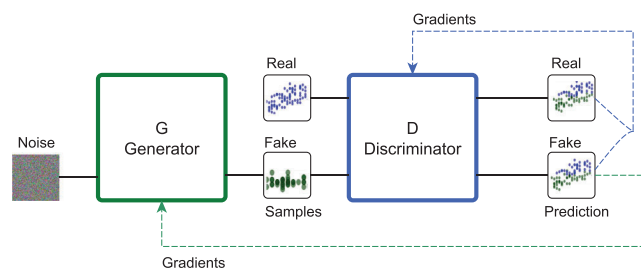 Gradients
Real
Real
Noise
G
Generator
D
Discriminator
Fake
Fake
Samples
Prediction
Gradients